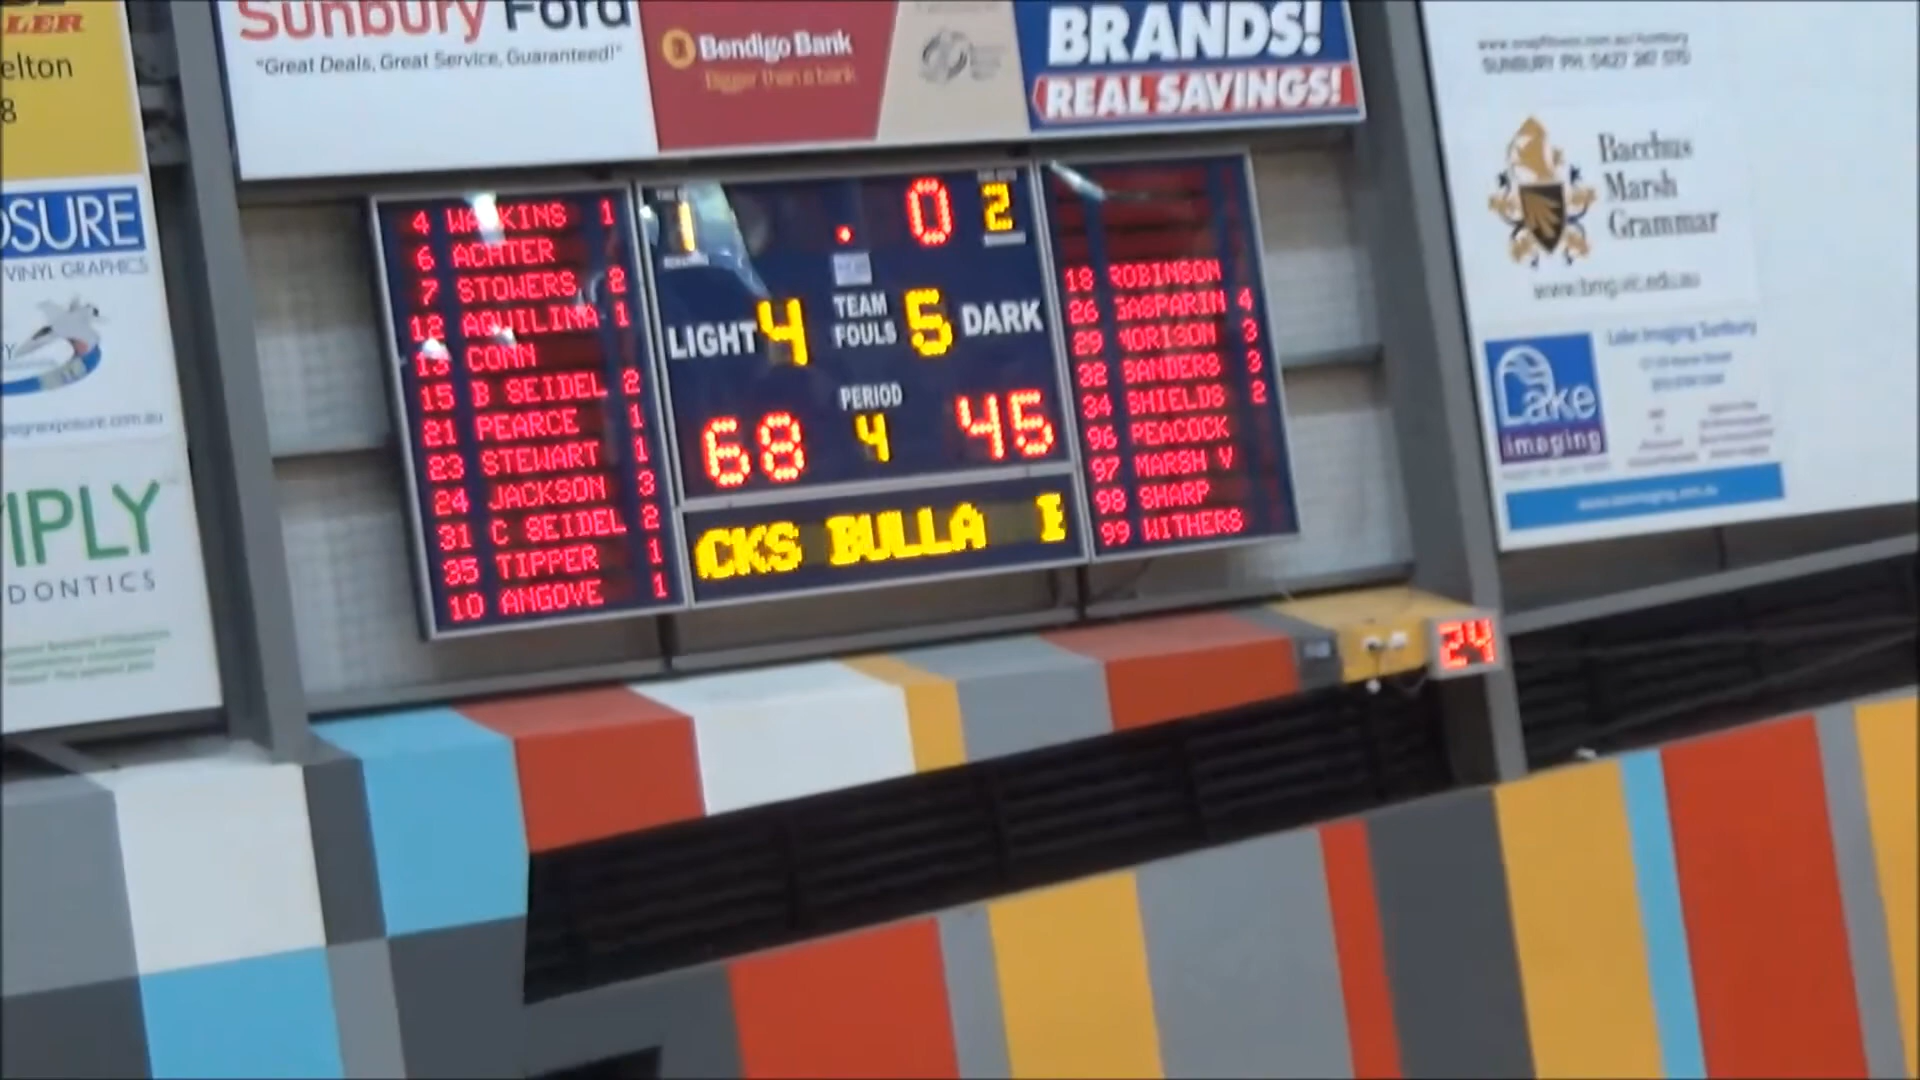 LER
elton
8
OSURE
VINYL GRAPHICS
IPLY
DONTICS
Sunbury Ford
"Great Deals, Great Service, Guaranteed!"
Bendigo Bank
Bigger than a bank
BRANDS!
REAL SAVINGS!
4 WATKINS 1
6 ACHTER
7 STOWERS 2
12 AQUILINA 1
13 CONN
15 B SEIDEL 2
21 PEARCE 1
23 STEWART 1
24 JACKSON 3
31 C SEIDEL 2
35 TIPPER 1
10 ANGOVE 1
1 . 0 2
LIGHT 4 TEAM FOULS 5 DARK
PERIOD
68 4 45
CKS BULLA
18 ROBINSON
26 GASPARIN 4
29 MORISON 3
32 SANDERS 3
34 SHIELDS 2
96 PEACOCK
97 MARSH V
98 SHARP
99 WITHERS
24
SUNBURY PH:
Bacchus
Marsh
Grammar
www.bmg.vic.edu.au
Lake Imaging Sunbury
Lake
imaging